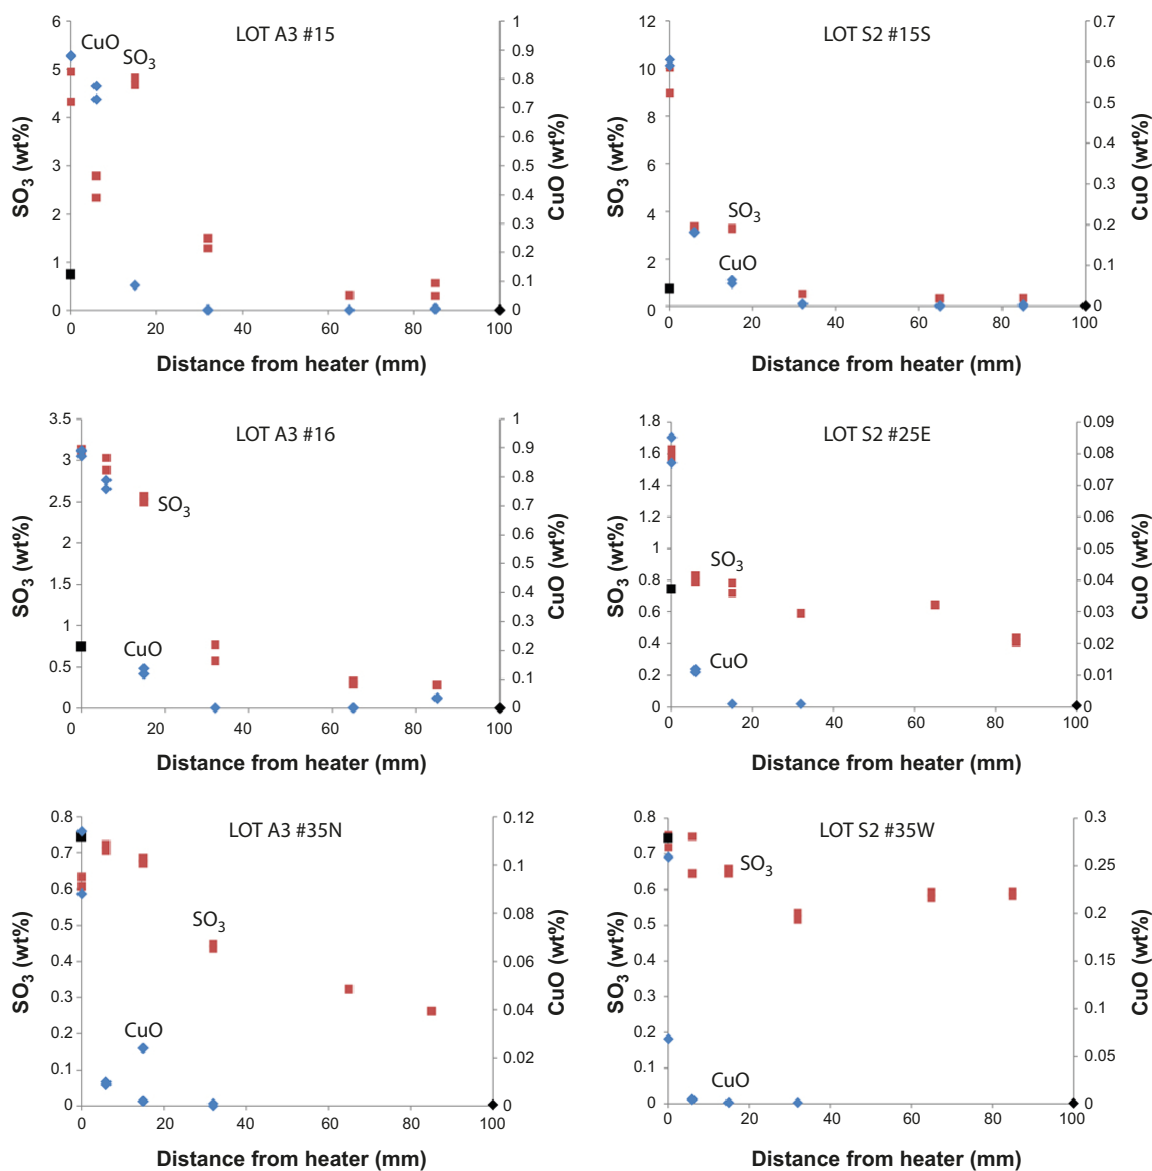 LOT A3 #15
CuO
SO3
SO3 (wt%)
6
5
4
3
2
1
0
1
0.9
0.8
0.7
0.6
0.5
0.4
0.3
0.2
0.1
0
CuO (wt%)
0 20 40 60 80 100
Distance from heater (mm)
LOT S2 #15S
SO3
CuO
SO3 (wt%)
12
10
8
6
4
2
0
0.7
0.6
0.5
0.4
0.3
0.2
0.1
0
CuO (wt%)
0 20 40 60 80 100
Distance from heater (mm)
LOT A3 #16
SO3
CuO
SO3 (wt%)
3.5
3
2.5
2
1.5
1
0.5
0
1
0.9
0.8
0.7
0.6
0.5
0.4
0.3
0.2
0.1
0
CuO (wt%)
0 20 40 60 80 100
Distance from heater (mm)
LOT S2 #25E
SO3
CuO
SO3 (wt%)
1.8
1.6
1.4
1.2
1
0.8
0.6
0.4
0.2
0
0.09
0.08
0.07
0.06
0.05
0.04
0.03
0.02
0.01
0
CuO (wt%)
0 20 40 60 80 100
Distance from heater (mm)
LOT A3 #35N
SO3
CuO
SO3 (wt%)
0.8
0.7
0.6
0.5
0.4
0.3
0.2
0.1
0
0.12
0.1
0.08
0.06
0.04
0.02
0
CuO (wt%)
0 20 40 60 80 100
Distance from heater (mm)
LOT S2 #35W
SO3
CuO
SO3 (wt%)
0.8
0.7
0.6
0.5
0.4
0.3
0.2
0.1
0
0.3
0.25
0.2
0.15
0.1
0.05
0
CuO (wt%)
0 20 40 60 80 100
Distance from heater (mm)